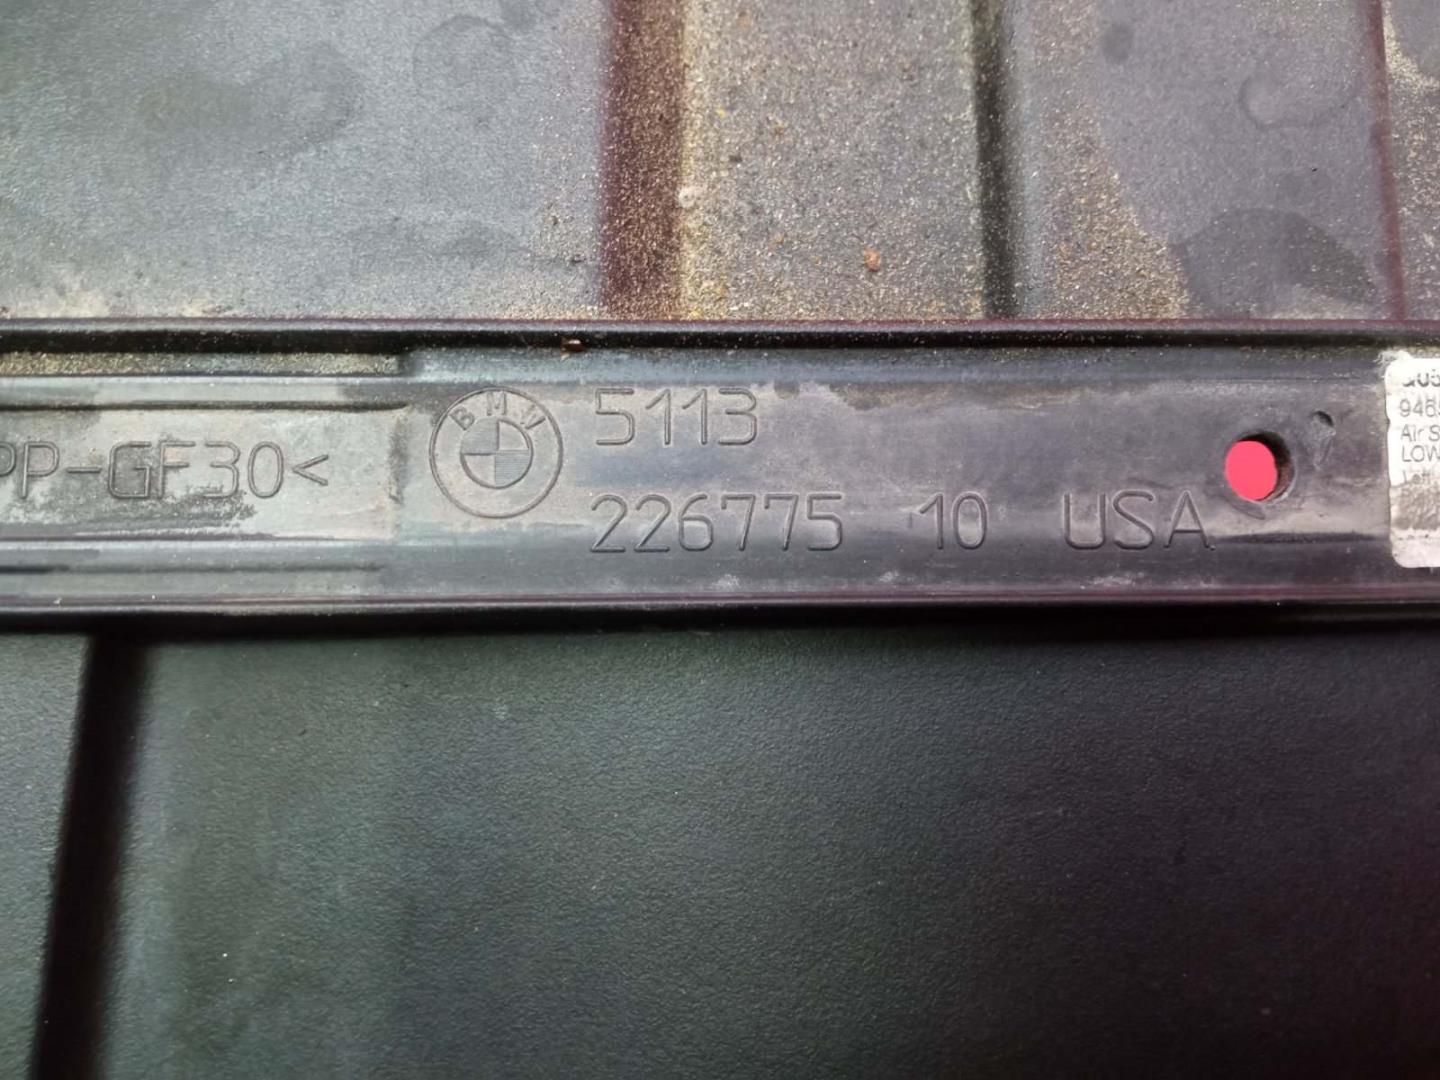 PP-GF30<
BMW
5113
226775 10 USA
Air S
LOW